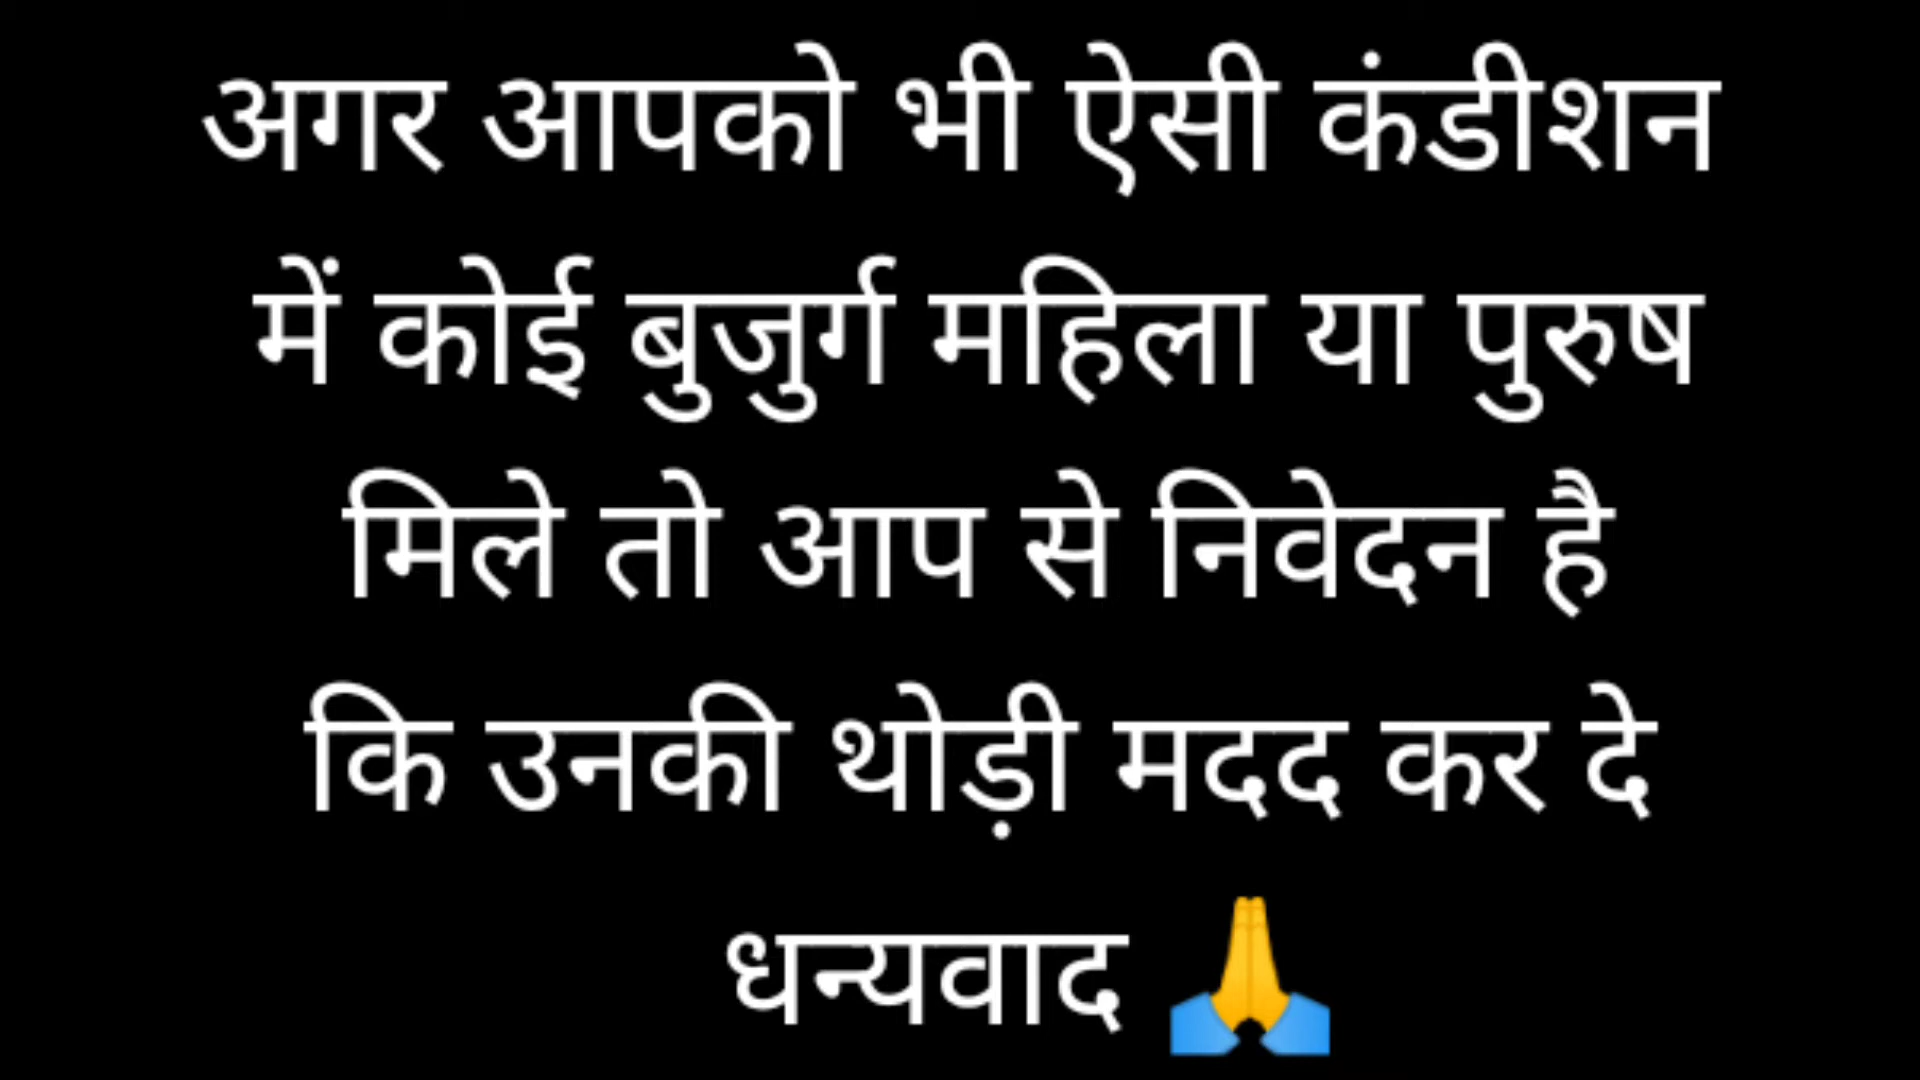 अगर आपको भी ऐसी कंडीशन
में कोई बुजुर्ग महिला या पुरुष
मिले तो आप से निवेदन है
कि उनकी थोड़ी मदद कर दे
धन्यवाद 🙏